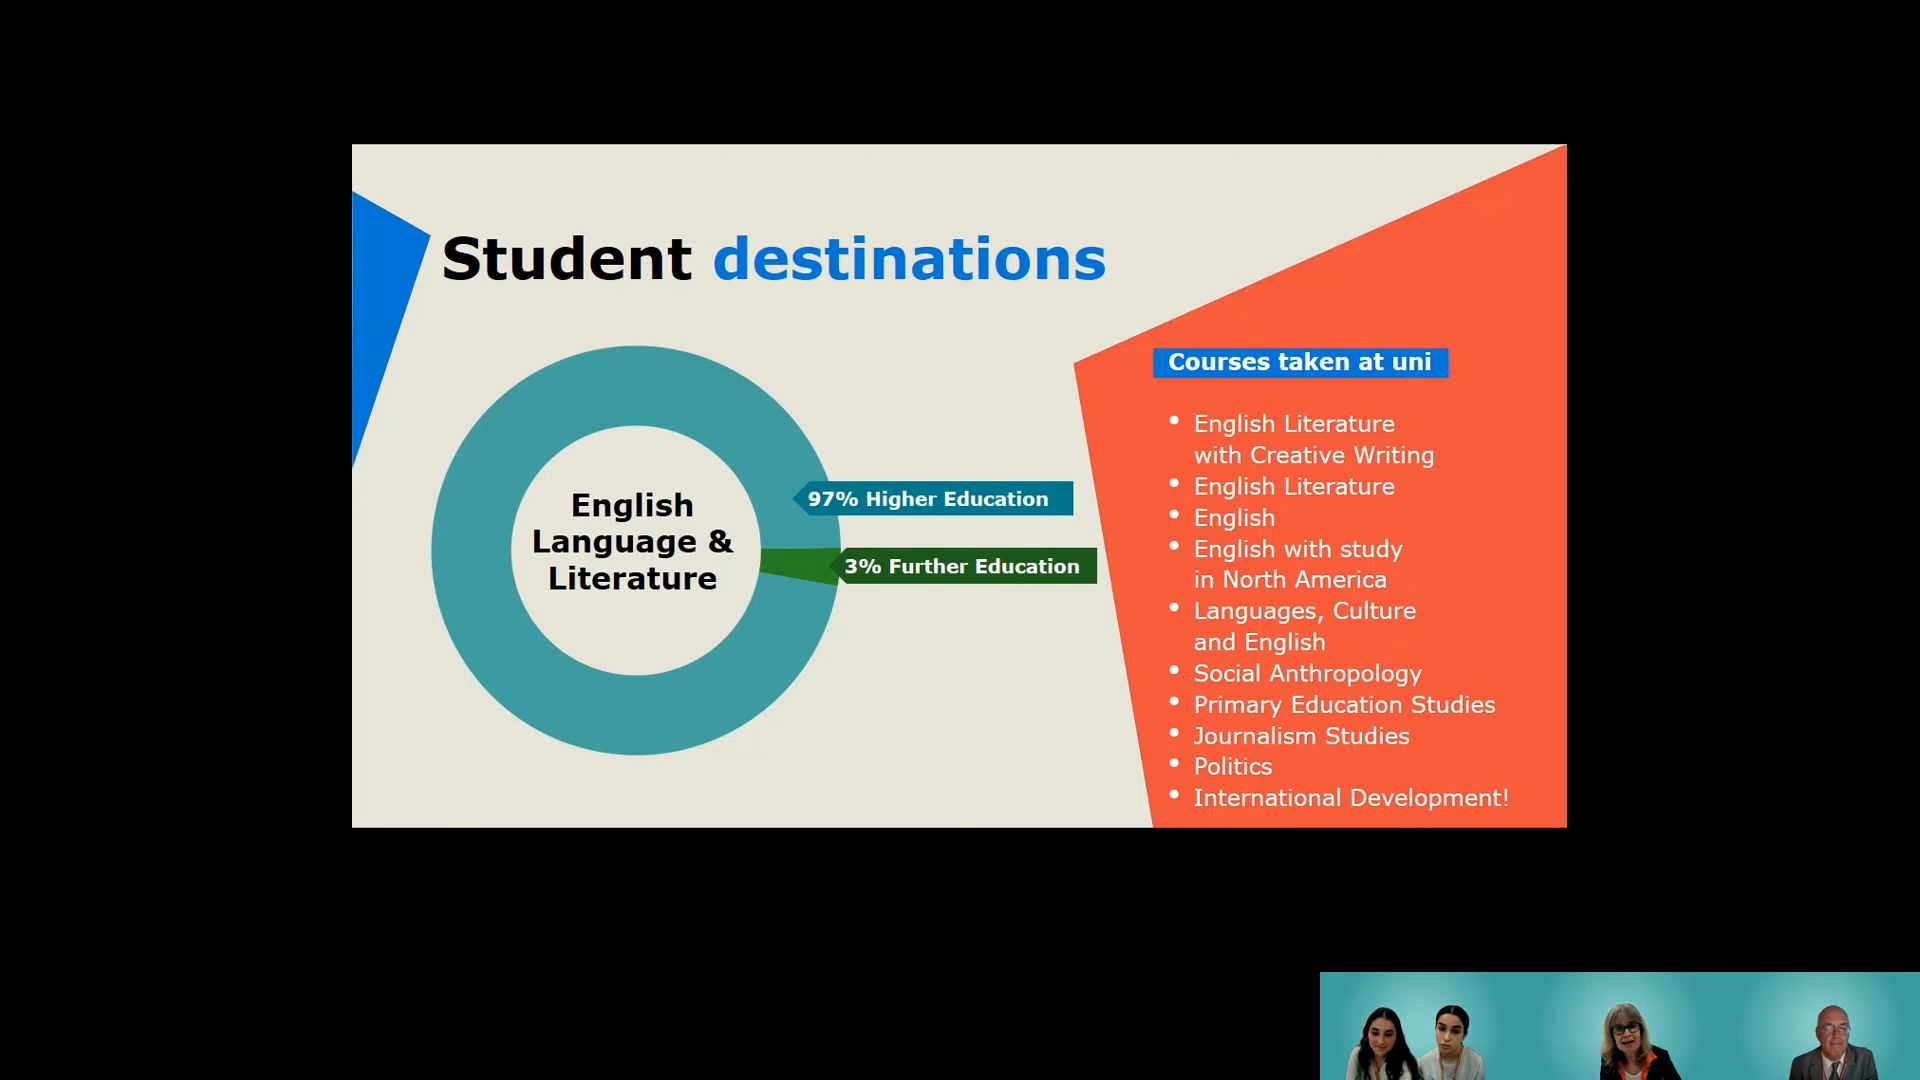 Student destinations
English
Language &
Literature
97% Higher Education
3% Further Education
Courses taken at uni
• English Literature
with Creative Writing
• English Literature
• English
• English with study
in North America
• Languages, Culture
and English
• Social Anthropology
• Primary Education Studies
• Journalism Studies
• Politics
• International Development!